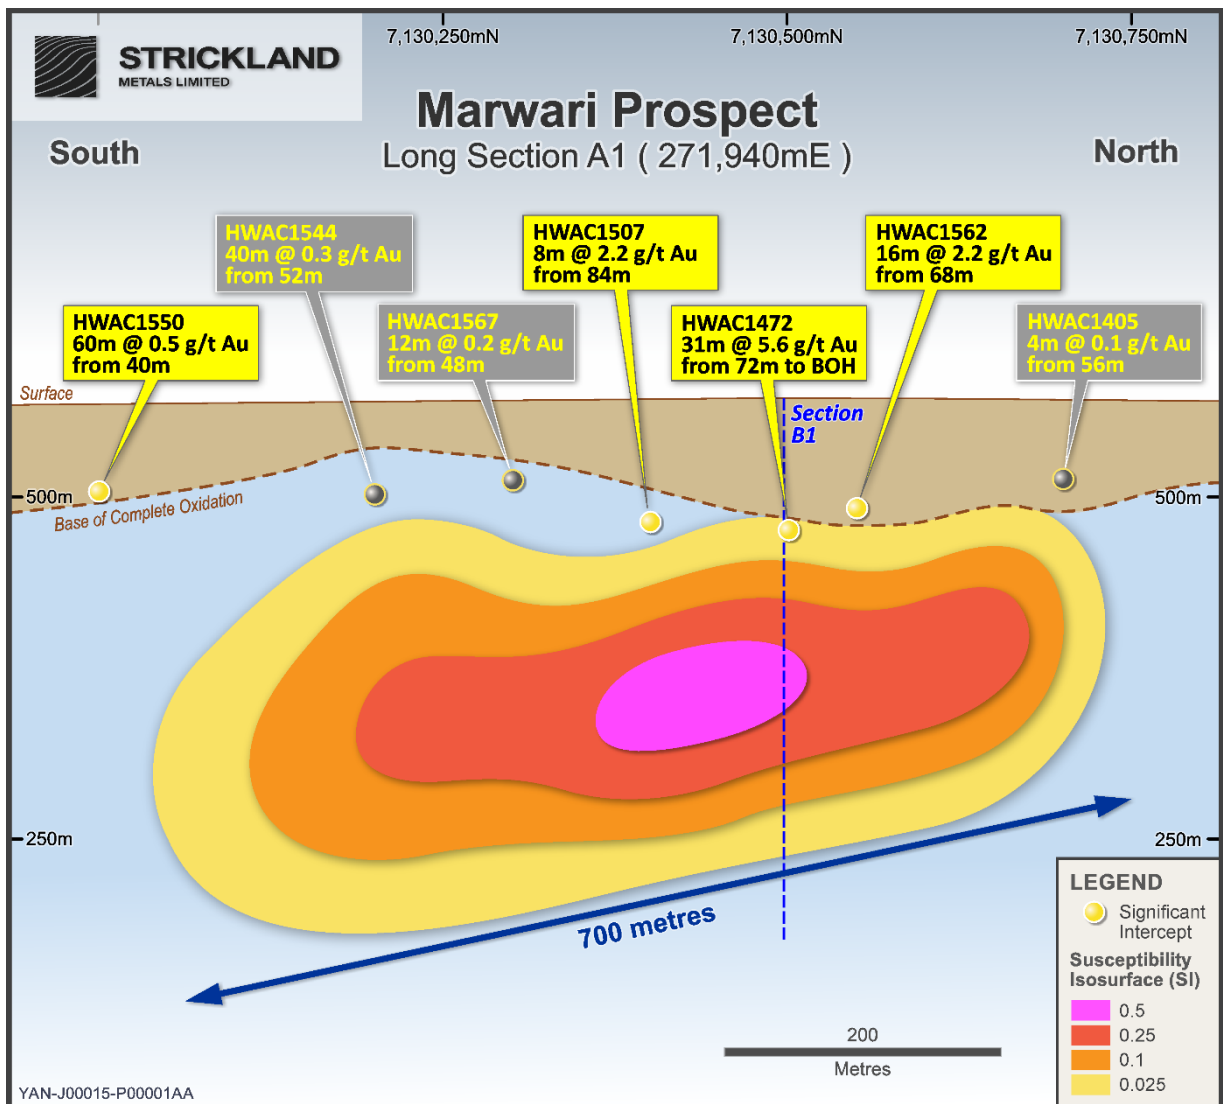 7,130,250mN
7,130,500mN
7,130,750mN
STRICKLAND
METALS LIMITED
Marwari Prospect
Long Section A1 ( 271,940mE )
South
North
HWAC1544
40m @ 0.3 g/t Au
from 52m
HWAC1507
8m @ 2.2 g/t Au
from 84m
HWAC1562
16m @ 2.2 g/t Au
from 68m
HWAC1550
60m @ 0.5 g/t Au
from 40m
HWAC1567
12m @ 0.2 g/t Au
from 48m
HWAC1472
31m @ 5.6 g/t Au
from 72m to BOH
HWAC1405
4m @ 0.1 g/t Au
from 56m
Surface
Section
B1
500m
Base of Complete Oxidation
500m
250m
250m
700 metres
LEGEND
Significant
Intercept
Susceptibility
Isosurface (SI)
0.5
0.25
0.1
0.025
200
Metres
YAN-J00015-P00001AA